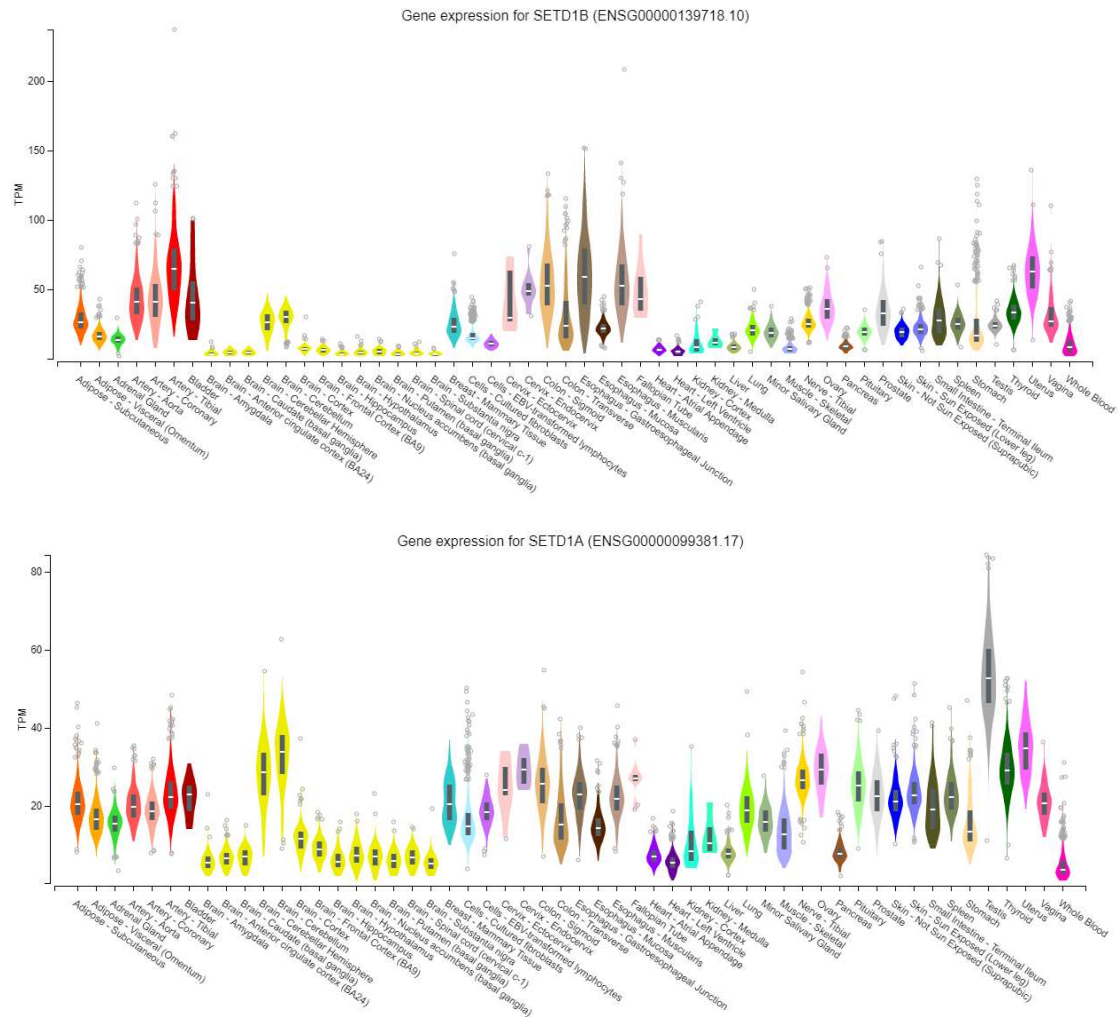 Gene expression for SETD1B (ENSG00000139718.10)
200
150
100
50
0
TPM
Adipose - Subcutaneous
Adipose - Visceral (Omentum)
Adrenal Gland
Artery - Aorta
Artery - Coronary
Artery - Tibial
Bladder
Brain - Amygdala
Brain - Anterior cingulate cortex (BA24)
Brain - Caudate (basal ganglia)
Brain - Cerebellar Hemisphere
Brain - Cerebellum
Brain - Cortex
Brain - Frontal Cortex (BA9)
Brain - Hippocampus
Brain - Hypothalamus
Brain - Nucleus accumbens (basal ganglia)
Brain - Putamen (basal ganglia)
Brain - Spinal cord (cervical c-1)
Brain - Substantia nigra
Breast - Mammary Tissue
Cells - Cultured fibroblasts
Cells - EBV-transformed lymphocytes
Cervix - Ectocervix
Cervix - Endocervix
Colon - Sigmoid
Colon - Transverse
Esophagus - Gastroesophageal Junction
Esophagus - Mucosa
Esophagus - Muscularis
Fallopian Tube
Heart - Atrial Appendage
Heart - Left Ventricle
Kidney - Cortex
Kidney - Medulla
Liver
Lung
Minor Salivary Gland
Muscle - Skeletal
Nerve - Tibial
Ovary
Pancreas
Pituitary
Prostate
Skin - Not Sun Exposed (Suprapubic)
Skin - Sun Exposed (Lower leg)
Small Intestine - Terminal Ileum
Spleen
Stomach
Testis
Thyroid
Uterus
Vagina
Whole Blood
Gene expression for SETD1A (ENSG00000099381.17)
80
60
40
20
0
TPM
Adipose - Subcutaneous
Adipose - Visceral (Omentum)
Adrenal Gland
Artery - Aorta
Artery - Coronary
Artery - Tibial
Bladder
Brain - Amygdala
Brain - Anterior cingulate cortex (BA24)
Brain - Caudate (basal ganglia)
Brain - Cerebellar Hemisphere
Brain - Cerebellum
Brain - Cortex
Brain - Frontal Cortex (BA9)
Brain - Hippocampus
Brain - Hypothalamus
Brain - Nucleus accumbens (basal ganglia)
Brain - Putamen (basal ganglia)
Brain - Spinal cord (cervical c-1)
Brain - Substantia nigra
Breast - Mammary Tissue
Cells - Cultured fibroblasts
Cells - EBV-transformed lymphocytes
Cervix - Ectocervix
Cervix - Endocervix
Colon - Sigmoid
Colon - Transverse
Esophagus - Gastroesophageal Junction
Esophagus - Mucosa
Esophagus - Muscularis
Fallopian Tube
Heart - Atrial Appendage
Heart - Left Ventricle
Kidney - Cortex
Kidney - Medulla
Liver
Lung
Minor Salivary Gland
Muscle - Skeletal
Nerve - Tibial
Ovary
Pancreas
Pituitary
Prostate
Skin - Not Sun Exposed (Suprapubic)
Skin - Sun Exposed (Lower leg)
Small Intestine - Terminal Ileum
Spleen
Stomach
Testis
Thyroid
Uterus
Vagina
Whole Blood